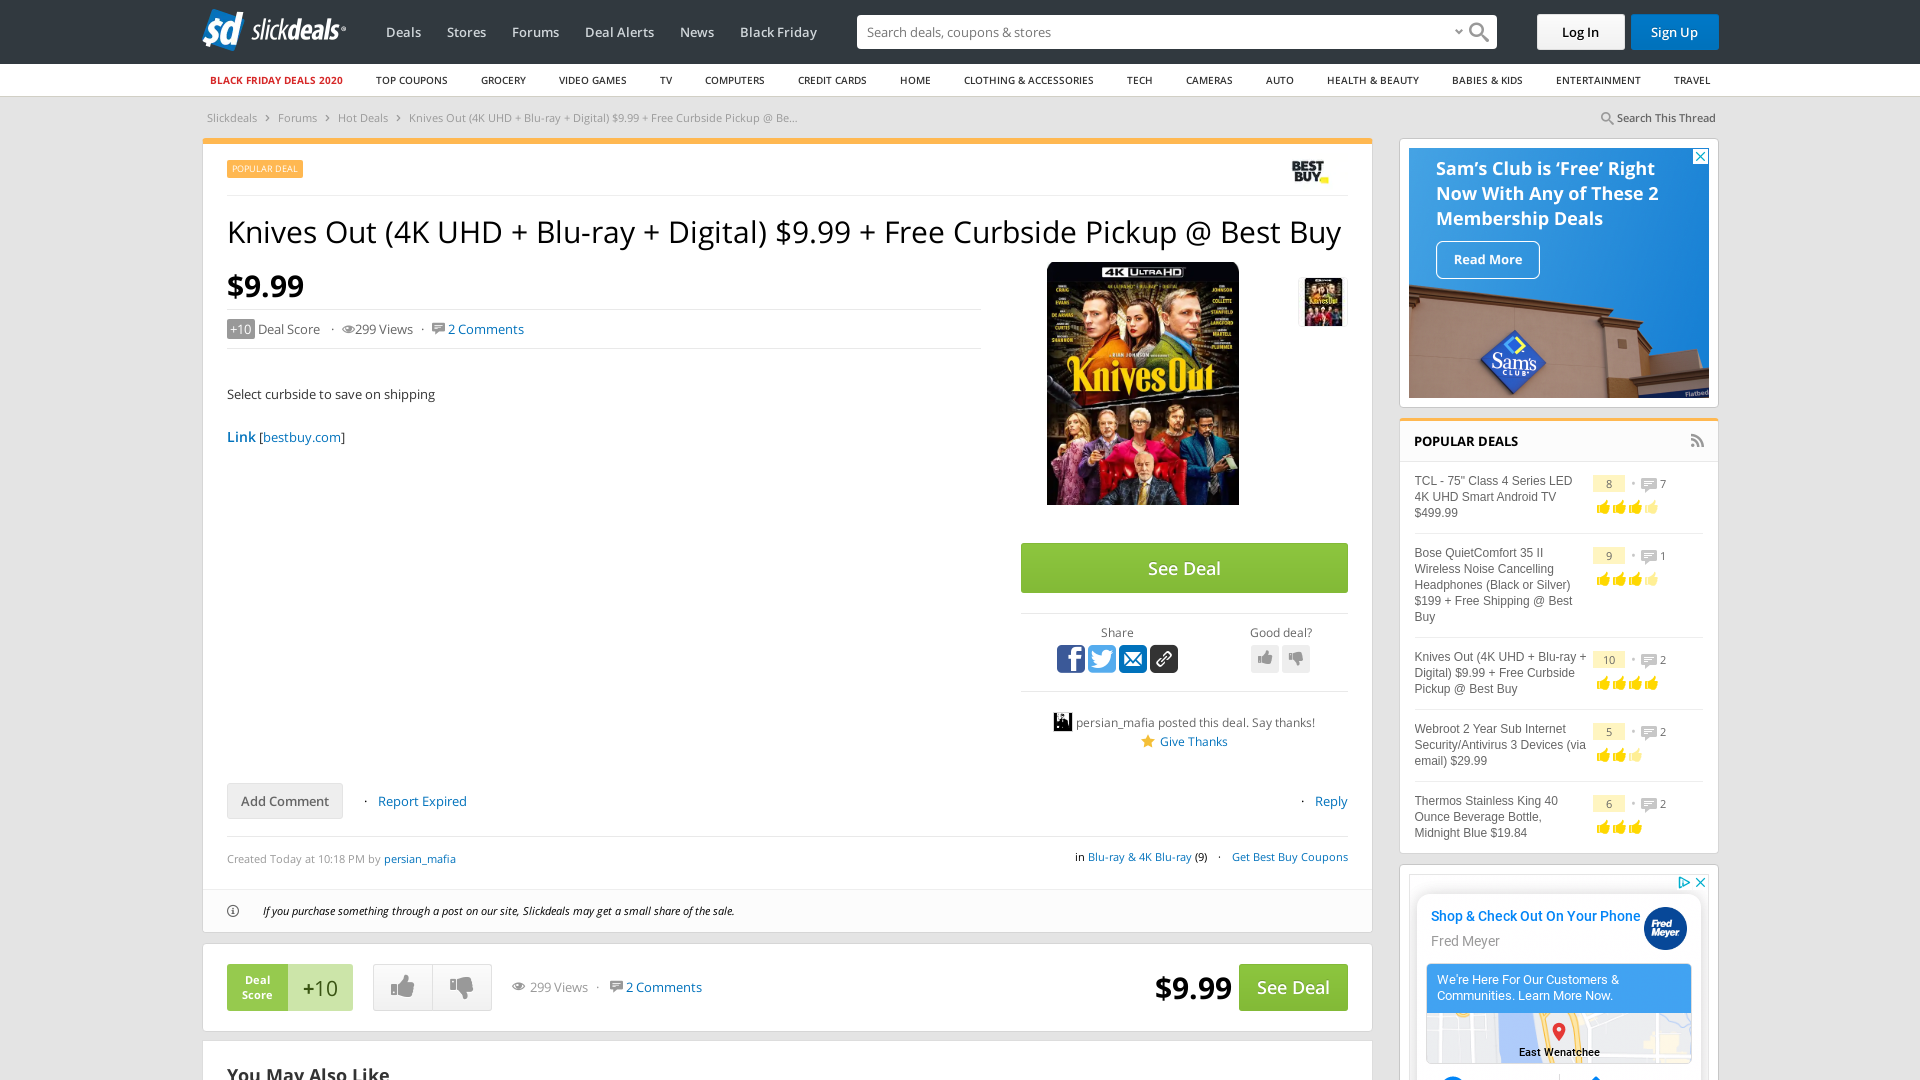 sd slickdeals
Deals Stores Forums Deal Alerts News Black Friday
Search deals, coupons & stores
Log In Sign Up
BLACK FRIDAY DEALS 2020 TOP COUPONS GROCERY VIDEO GAMES TV COMPUTERS CREDIT CARDS HOME CLOTHING & ACCESSORIES TECH CAMERAS AUTO HEALTH & BEAUTY BABIES & KIDS ENTERTAINMENT TRAVEL
Slickdeals › Forums › Hot Deals › Knives Out (4K UHD + Blu-ray + Digital) $9.99 + Free Curbside Pickup @ Be...
Search This Thread
POPULAR DEAL
BEST
BUY
Knives Out (4K UHD + Blu-ray + Digital) $9.99 + Free Curbside Pickup @ Best Buy
$9.99
+10 Deal Score · 299 Views · 2 Comments
Select curbside to save on shipping
Link [bestbuy.com]
4K ULTRA HD
Knives Out
See Deal
Share
Good deal?
persian_mafia posted this deal. Say thanks!
Give Thanks
Add Comment · Report Expired
· Reply
Created Today at 10:18 PM by persian_mafia
in Blu-ray & 4K Blu-ray (9) · Get Best Buy Coupons
If you purchase something through a post on our site, Slickdeals may get a small share of the sale.
Deal
Score
+10
299 Views · 2 Comments
$9.99
See Deal
You May Also Like
Sam's Club is 'Free' Right
Now With Any of These 2
Membership Deals
Read More
Sam's
CLUB
POPULAR DEALS
TCL - 75" Class 4 Series LED
4K UHD Smart Android TV
$499.99
8 • 7
Bose QuietComfort 35 II
Wireless Noise Cancelling
Headphones (Black or Silver)
$199 + Free Shipping @ Best
Buy
9 • 1
Knives Out (4K UHD + Blu-ray +
Digital) $9.99 + Free Curbside
Pickup @ Best Buy
10 • 2
Webroot 2 Year Sub Internet
Security/Antivirus 3 Devices (via
email) $29.99
5 • 2
Thermos Stainless King 40
Ounce Beverage Bottle,
Midnight Blue $19.84
6 • 2
Shop & Check Out On Your Phone
Fred Meyer
Fred
Meyer
We're Here For Our Customers &
Communities. Learn More Now.
East Wenatchee